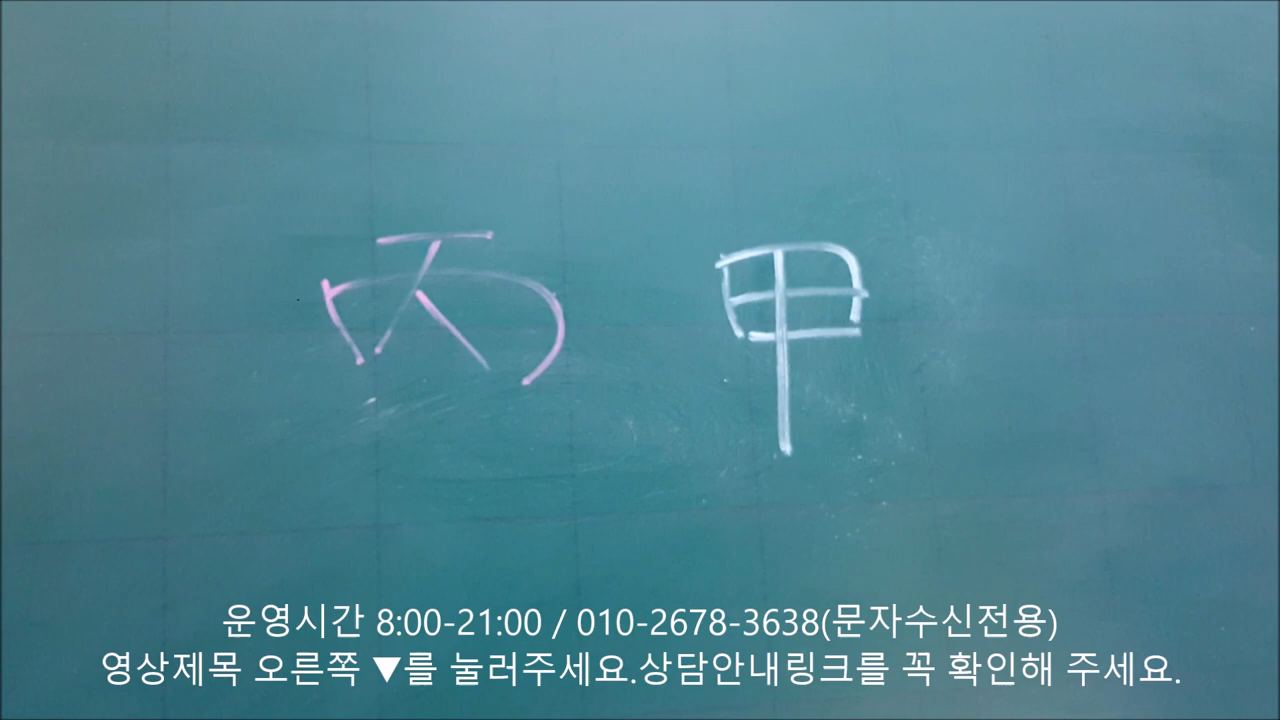 丙 甲
운영시간 8:00-21:00 / 010-2678-3638(문자수신전용)
영상제목 오른쪽 ▼를 눌러주세요.상담안내링크를 꼭 확인해 주세요.